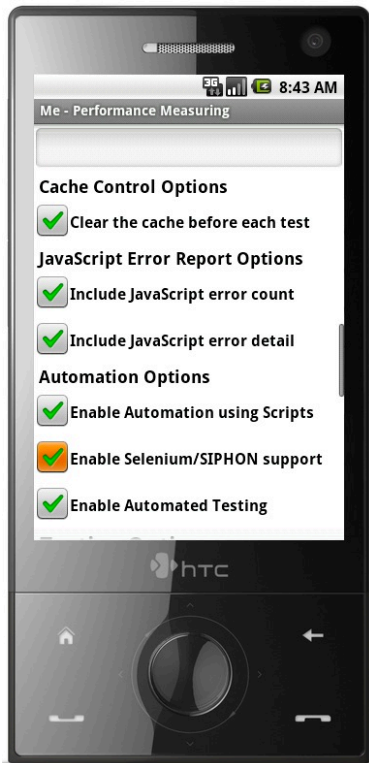 3G
8:43 AM
Me - Performance Measuring
Cache Control Options
Clear the cache before each test
JavaScript Error Report Options
Include JavaScript error count
Include JavaScript error detail
Automation Options
Enable Automation using Scripts
Enable Selenium/SIPHON support
Enable Automated Testing
hTC